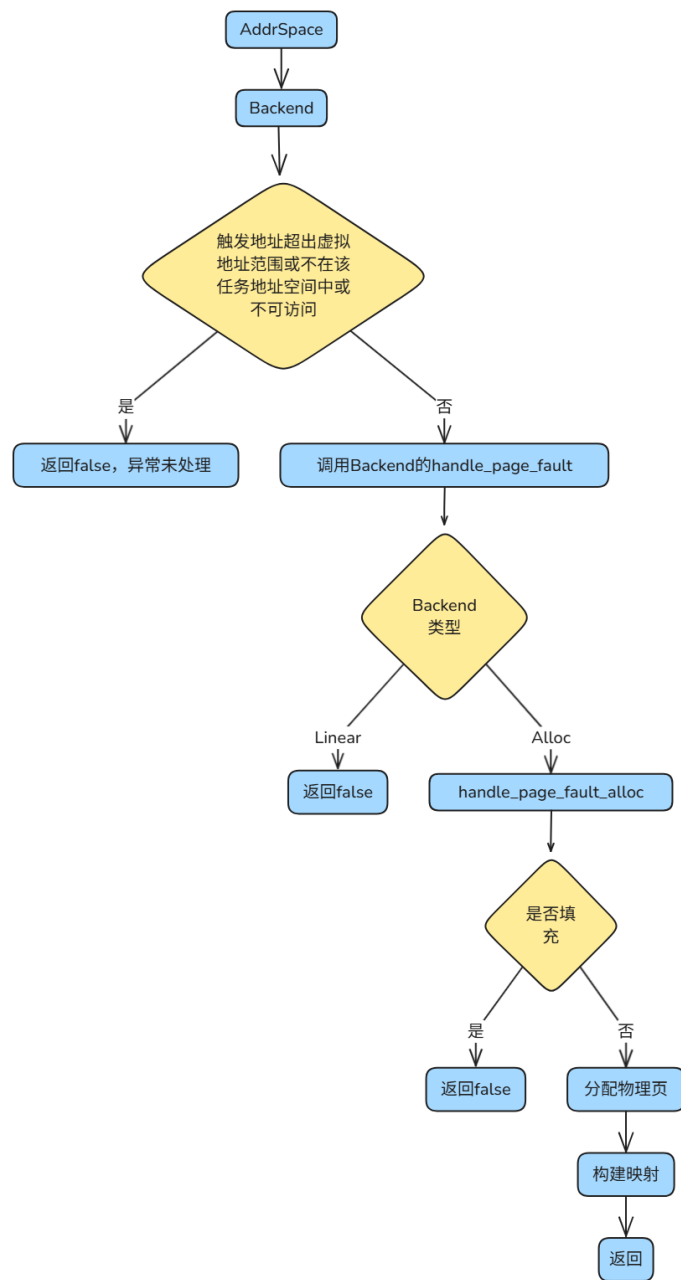 AddrSpace
Backend
触发地址超出虚拟
地址范围或不在该
任务地址空间中或
不可访问
是
否
返回false，异常未处理
调用Backend的handle_page_fault
Backend
类型
Linear
Alloc
返回false
handle_page_fault_alloc
是否填
充
是
否
返回false
分配物理页
构建映射
返回